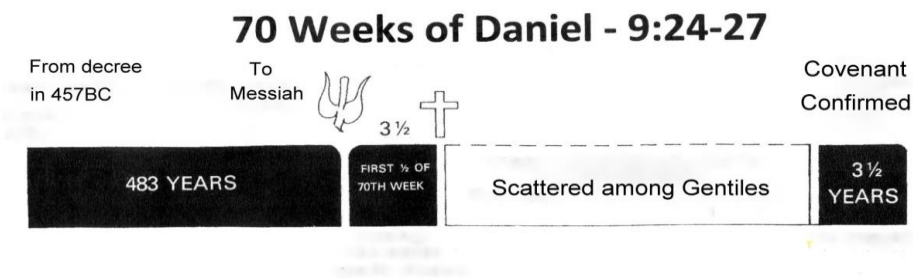 70 Weeks of Daniel - 9:24-27
From decree
in 457BC
To
Messiah
3 ½
Covenant
Confirmed
483 YEARS
FIRST ½ OF
70TH WEEK
Scattered among Gentiles
3 ½
YEARS